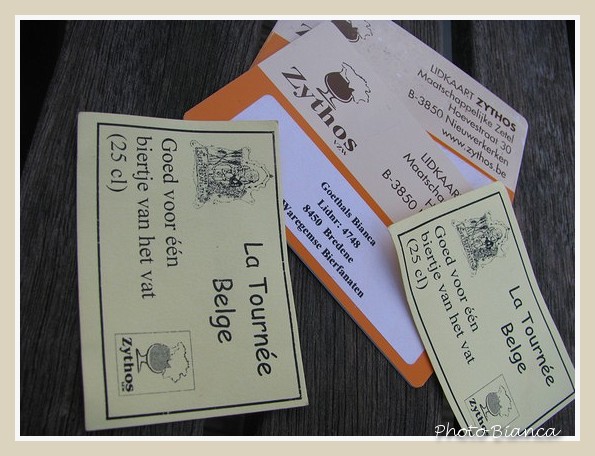 Goed voor één
biertje van het vat
(25 cl)
La Tournée
Belge
Zythos
vzw
Zythos
vzw
LIDKAART
B-3850
Goethals Bianca
Lidnr: 4748
8450 Bredene
Waregemse Bierfanaten
LIDKAART ZYTHOS
Maatschappelijke Zetel
Hoevestraat 30
B-3850 Nieuwerkerken
www.zythos.be
Goed voor één
biertje van het vat
(25 cl)
La Tournée
Belge
Zythos
Photo Bianca